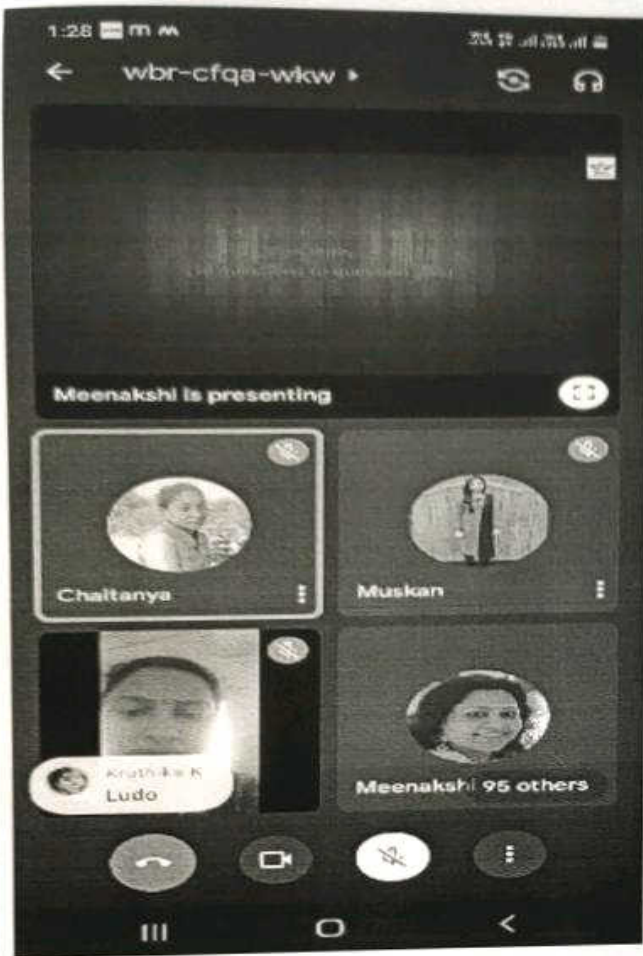 1:28
wbr-cfqa-wkw
Meenakshi is presenting
Chaitanya
Muskan
Kruthika K
Ludo
Meenakshi 95 others